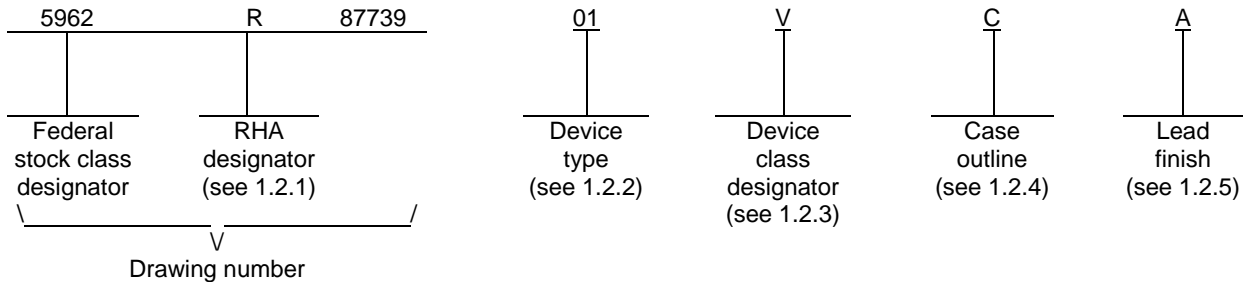 5962 R 87739 01 V C A
Federal RHA Device Device Case Lead
stock class designator type class outline finish
designator (see 1.2.1) (see 1.2.2) designator (see 1.2.4) (see 1.2.5)
(see 1.2.3)
\ /
\/
Drawing number